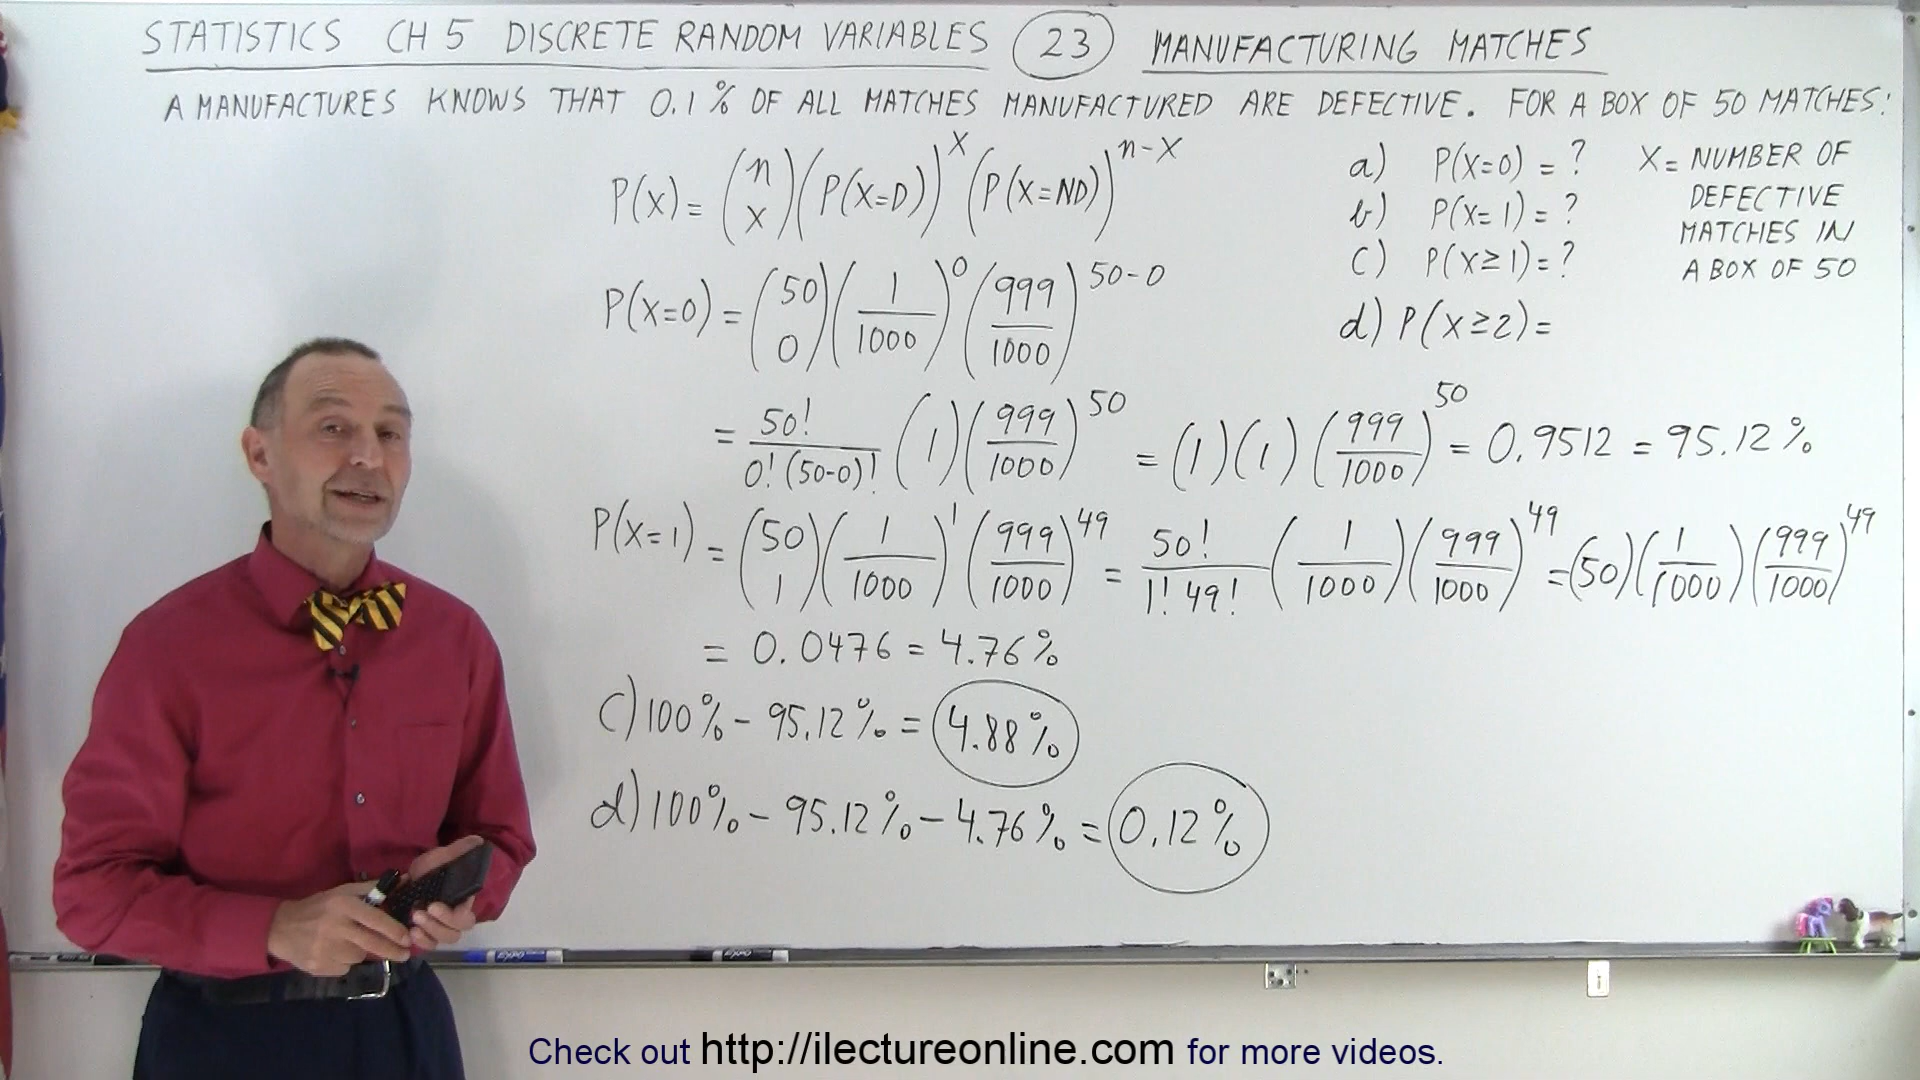 STATISTICS CH 5 DISCRETE RANDOM VARIABLES 23 MANUFACTURING MATCHES
A MANUFACTURES KNOWS THAT 0.1% OF ALL MATCHES MANUFACTURED ARE DEFECTIVE. FOR A BOX OF 50 MATCHES:
P(X) = (n X) (P(X=D))^X (P(X=ND))^n-X
a) P(X=0) = ?
b) P(X=1) = ?
c) P(X≥1) = ?
d) P(X≥2) =
X = NUMBER OF
DEFECTIVE
MATCHES IN
A BOX OF 50
P(X=0) = (50 0) (1/1000)^0 (999/1000)^50-0
= 50!/0!(50-0)! (1) (999/1000)^50 = (1)(1) (999/1000)^50 = 0.9512 = 95.12%
P(X=1) = (50 1) (1/1000)^1 (999/1000)^49 = 50!/1! 49! (1/1000) (999/1000)^49 = (50) (1/1000) (999/1000)^49
= 0.0476 = 4.76%
c) 100% - 95.12% = 4.88%
d) 100% - 95.12% - 4.76% = 0.12%
Check out http://ilectureonline.com for more videos.